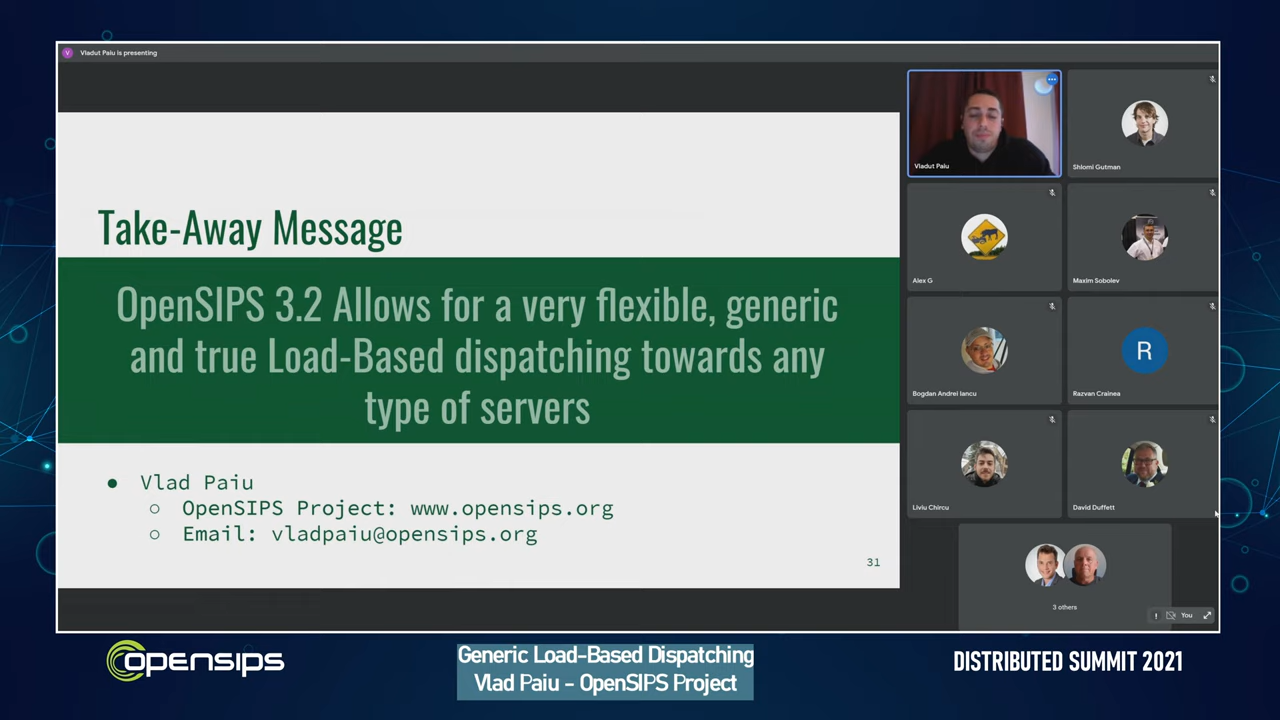 V Vladut Paiu is presenting
Take-Away Message
OpenSIPS 3.2 Allows for a very flexible, generic
and true Load-Based dispatching towards any
type of servers
● Vlad Paiu
○ OpenSIPS Project: www.opensips.org
○ Email: vladpaiu@opensips.org
31
Vladut Paiu
Shlomi Gutman
Alex G
Maxim Sobolev
Bogdan Andrei Iancu
R
Razvan Crainea
Liviu Chircu
David Duffett
3 others
You
opensips
Generic Load-Based Dispatching
Vlad Paiu - OpenSIPS Project
DISTRIBUTED SUMMIT 2021